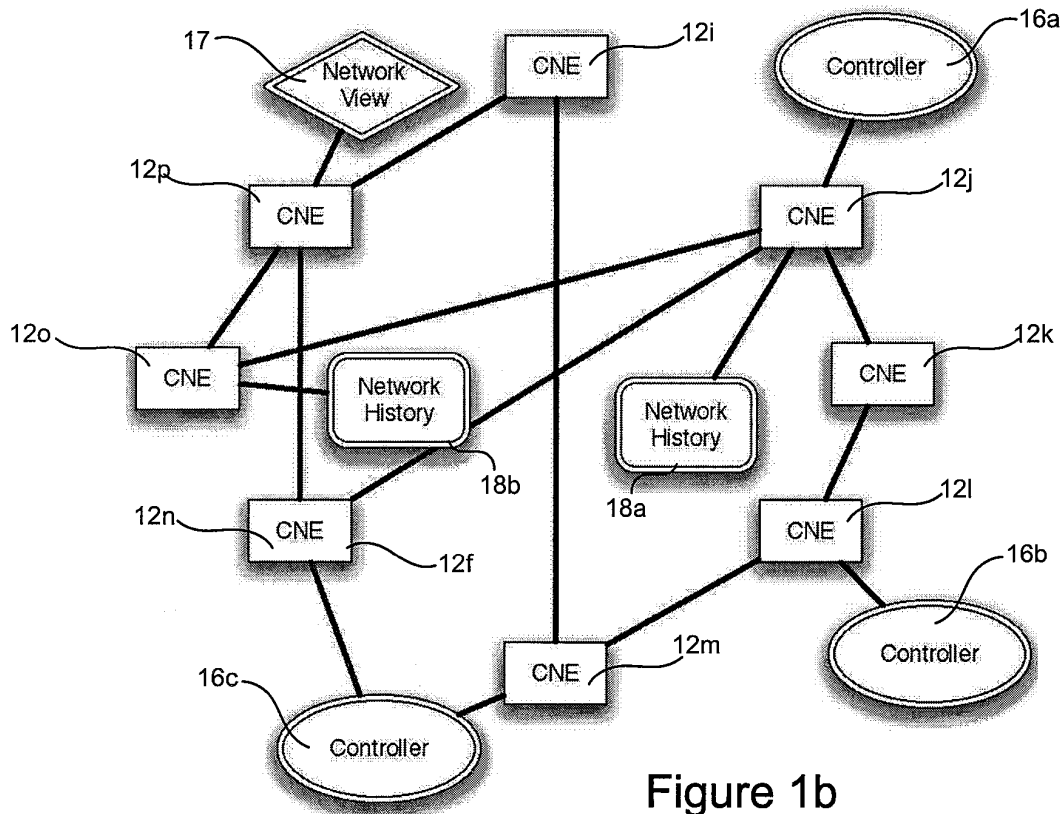 17
Network
View
CNE
12i
16a
Controller
12p
CNE
CNE
12j
12o
CNE
Network
History
18b
Network
History
18a
CNE
12k
12n
CNE
12f
CNE
12l
16b
Controller
CNE
12m
16c
Controller
Figure 1b